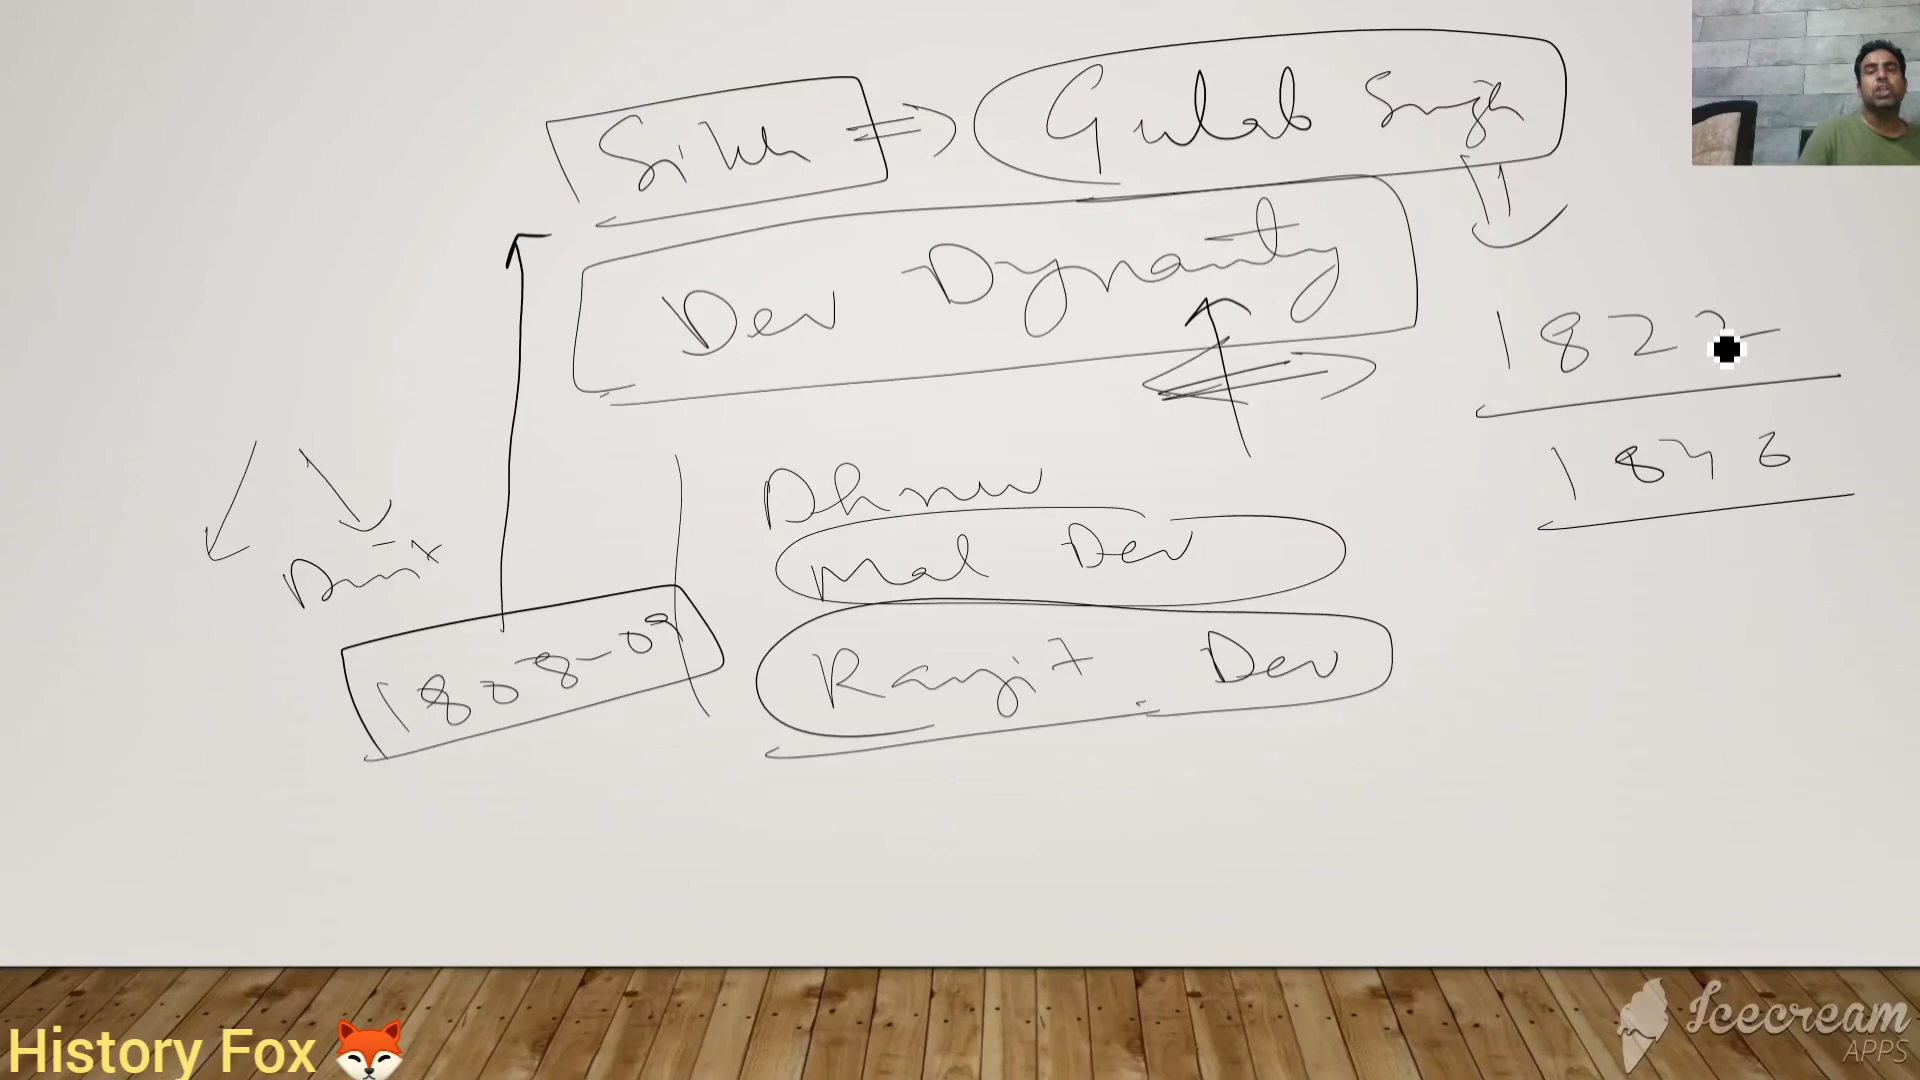 Sikh ⇒ Gulab Singh
Dev Dynasty
1822
1846
Dhruv
Mal Dev
Ranjit Dev
1808-09
History Fox 🦊
Icecream
APPS